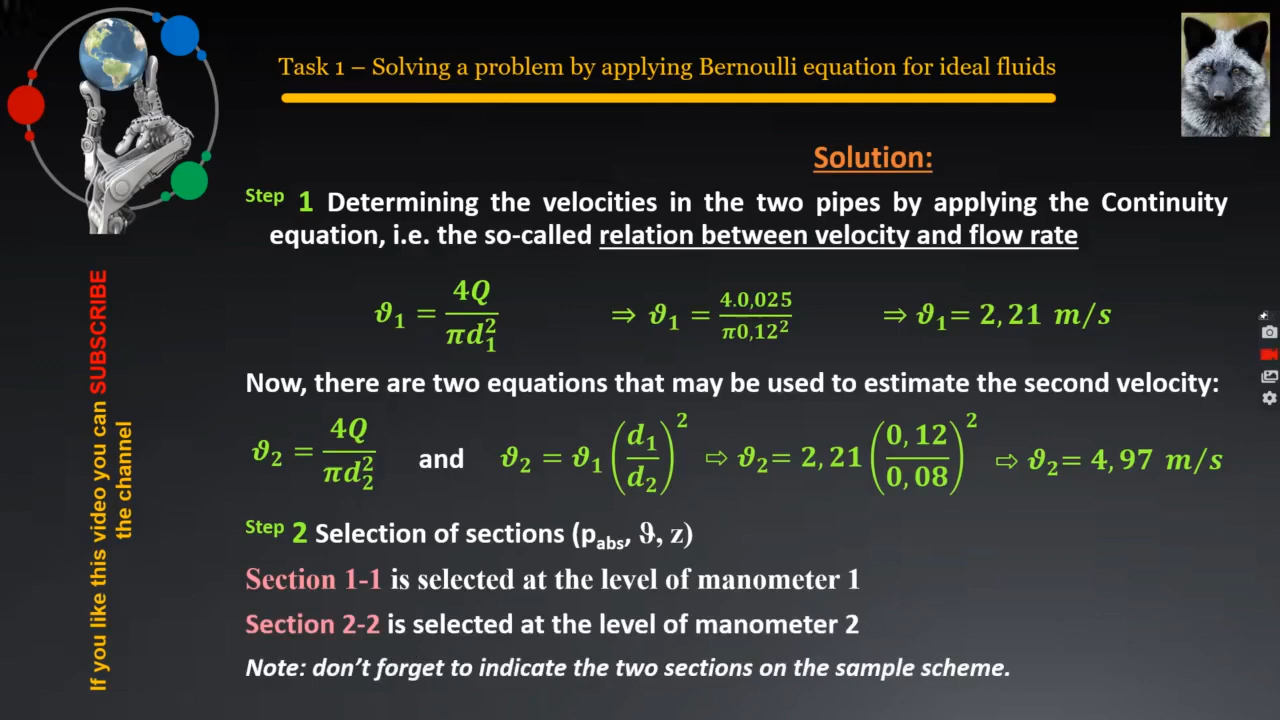 Task 1 – Solving a problem by applying Bernoulli equation for ideal fluids
Solution:
Step 1 Determining the velocities in the two pipes by applying the Continuity
equation, i.e. the so-called relation between velocity and flow rate
ϑ₁ = 4Q / πd₁² ⇒ ϑ₁ = 4.0,025 / π0,12² ⇒ ϑ₁= 2,21 m/s
Now, there are two equations that may be used to estimate the second velocity:
ϑ₂ = 4Q / πd₂² and ϑ₂ = ϑ₁ (d₁ / d₂)² ⇨ ϑ₂= 2,21 (0,12 / 0,08)² ⇨ ϑ₂= 4,97 m/s
Step 2 Selection of sections (pabs, ϑ, z)
Section 1-1 is selected at the level of manometer 1
Section 2-2 is selected at the level of manometer 2
Note: don't forget to indicate the two sections on the sample scheme.
If you like this video you can SUBSCRIBE
the channel